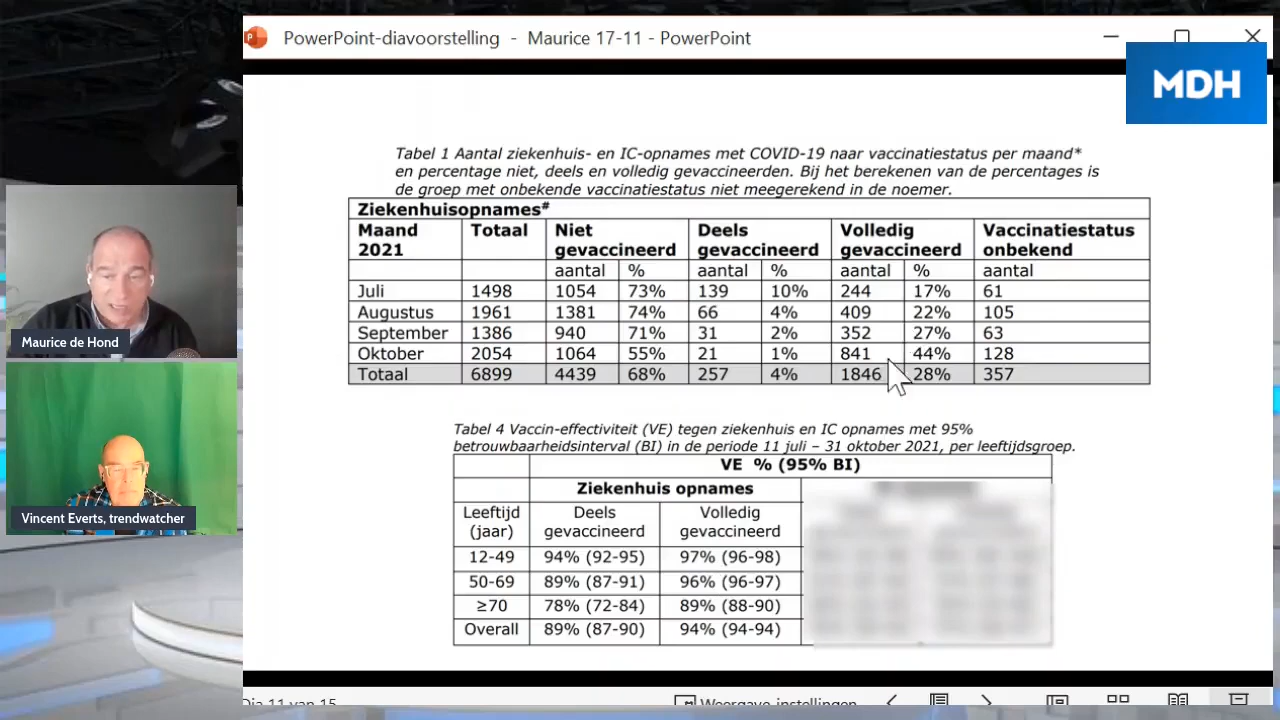 PowerPoint-diavoorstelling - Maurice 17-11 - PowerPoint
MDH
Tabel 1 Aantal ziekenhuis- en IC-opnames met COVID-19 naar vaccinatiestatus per maand*
en percentage niet, deels en volledig gevaccineerden. Bij het berekenen van de percentages is
de groep met onbekende vaccinatiestatus niet meegerekend in de noemer.
Ziekenhuisopnames#
Maand 2021 Totaal Niet gevaccineerd Deels gevaccineerd Volledig gevaccineerd Vaccinatiestatus onbekend
aantal % aantal % aantal % aantal
Juli 1498 1054 73% 139 10% 244 17% 61
Augustus 1961 1381 74% 66 4% 409 22% 105
September 1386 940 71% 31 2% 352 27% 63
Oktober 2054 1064 55% 21 1% 841 44% 128
Totaal 6899 4439 68% 257 4% 1846 28% 357
Tabel 4 Vaccin-effectiviteit (VE) tegen ziekenhuis en IC opnames met 95%
betrouwbaarheidsinterval (BI) in de periode 11 juli – 31 oktober 2021, per leeftijdsgroep.
VE % (95% BI)
Ziekenhuis opnames
Leeftijd (jaar) Deels gevaccineerd Volledig gevaccineerd
12-49 94% (92-95) 97% (96-98)
50-69 89% (87-91) 96% (96-97)
≥70 78% (72-84) 89% (88-90)
Overall 89% (87-90) 94% (94-94)
Maurice de Hond
Vincent Everts, trendwatcher
Dia 11 van 15
Weergave-instellingen